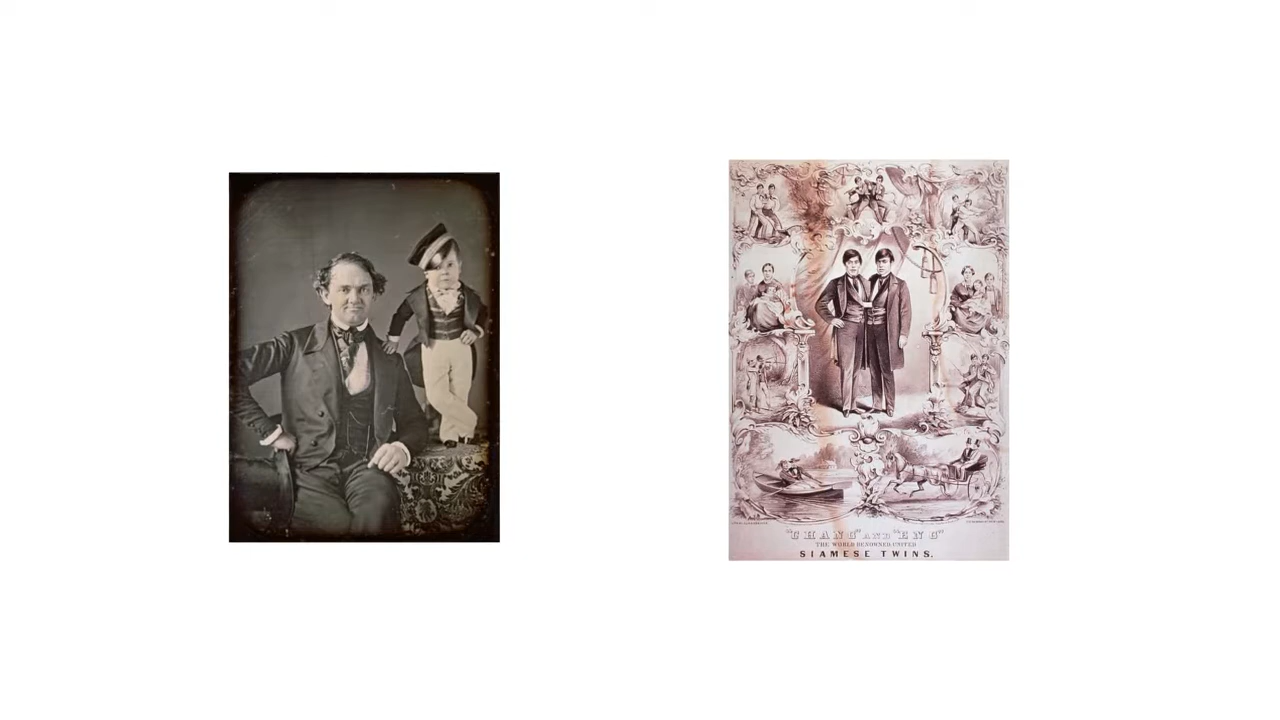 "CHANG" AND "ENG"
THE WORLD RENOWNED UNITED
SIAMESE TWINS.